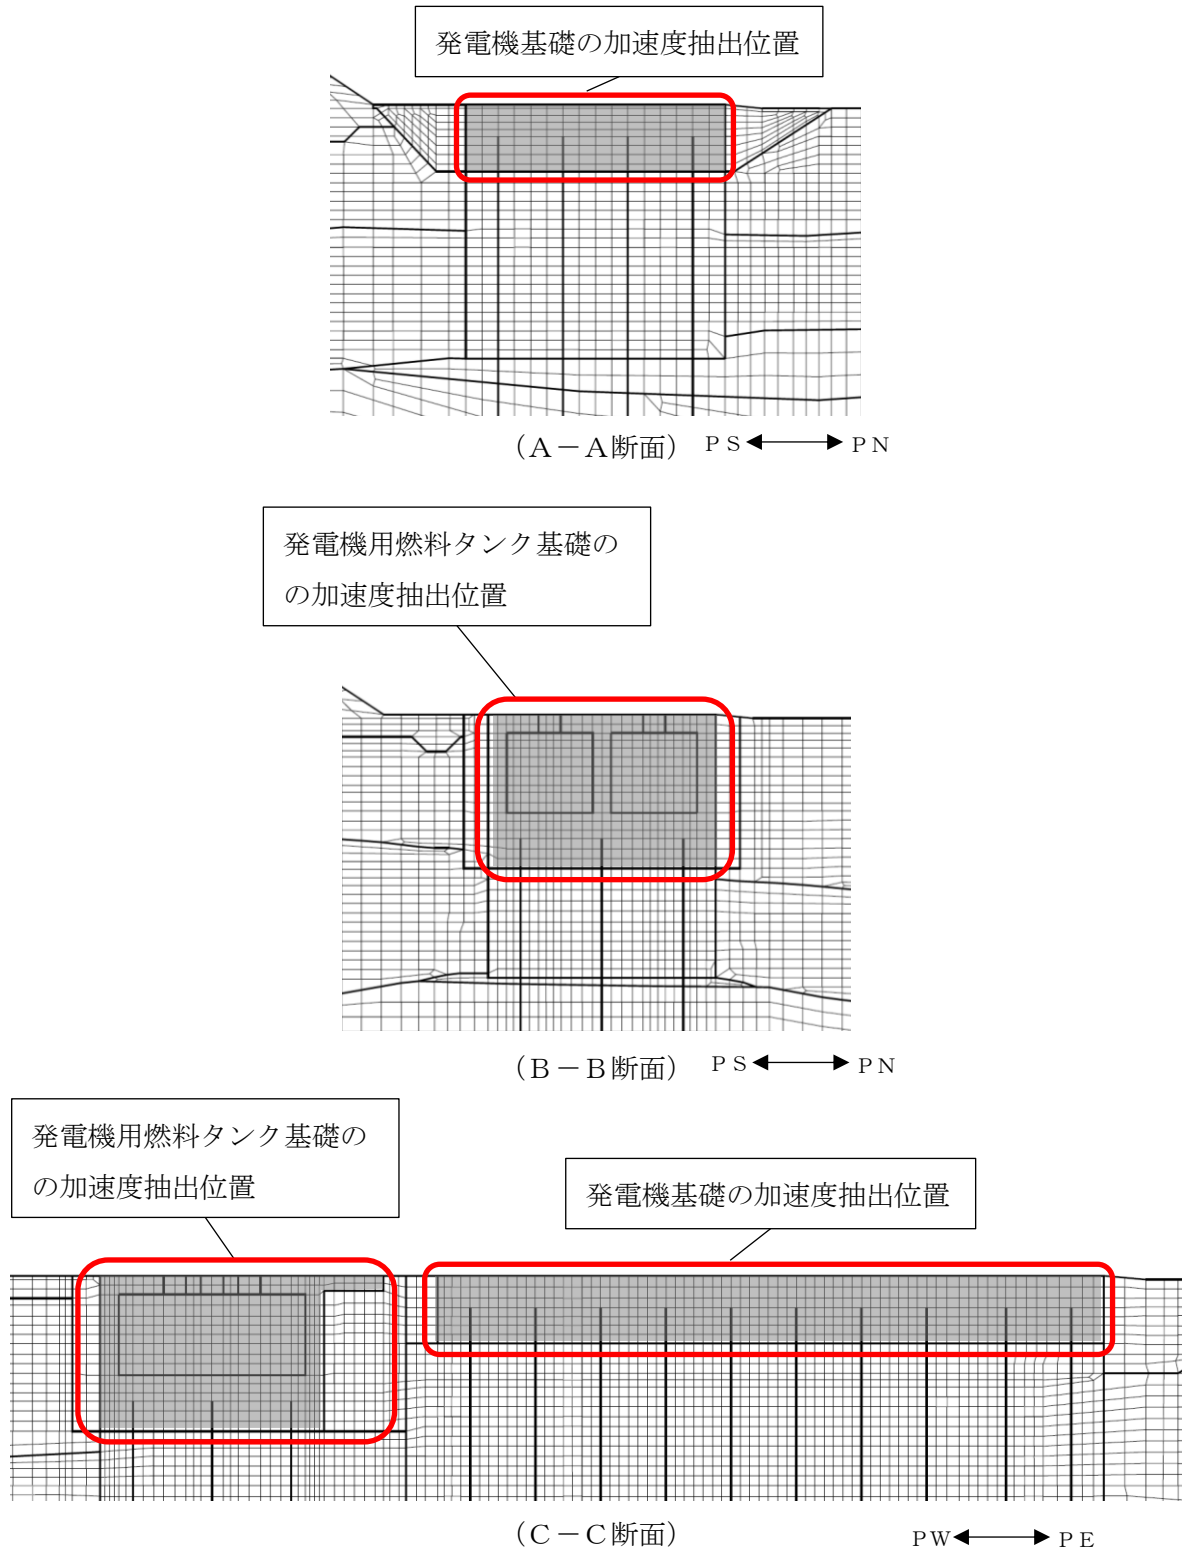 発電機基礎の加速度抽出位置
（A－A断面） PS PN
発電機用燃料タンク基礎の
の加速度抽出位置
（B－B断面） PS PN
発電機用燃料タンク基礎の
の加速度抽出位置
発電機基礎の加速度抽出位置
（C－C断面） PW PE